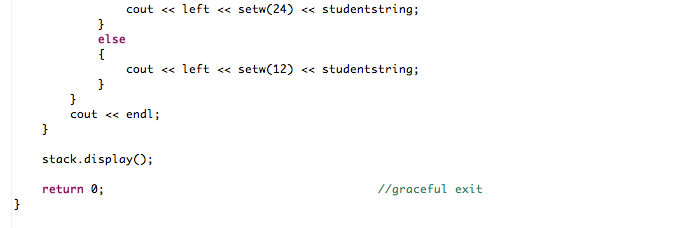 cout << left << setw(24) << studentstring;
}
else
{
cout << left << setw(12) << studentstring;
}
}
cout << endl;
}
stack.display();
return 0; //graceful exit
}